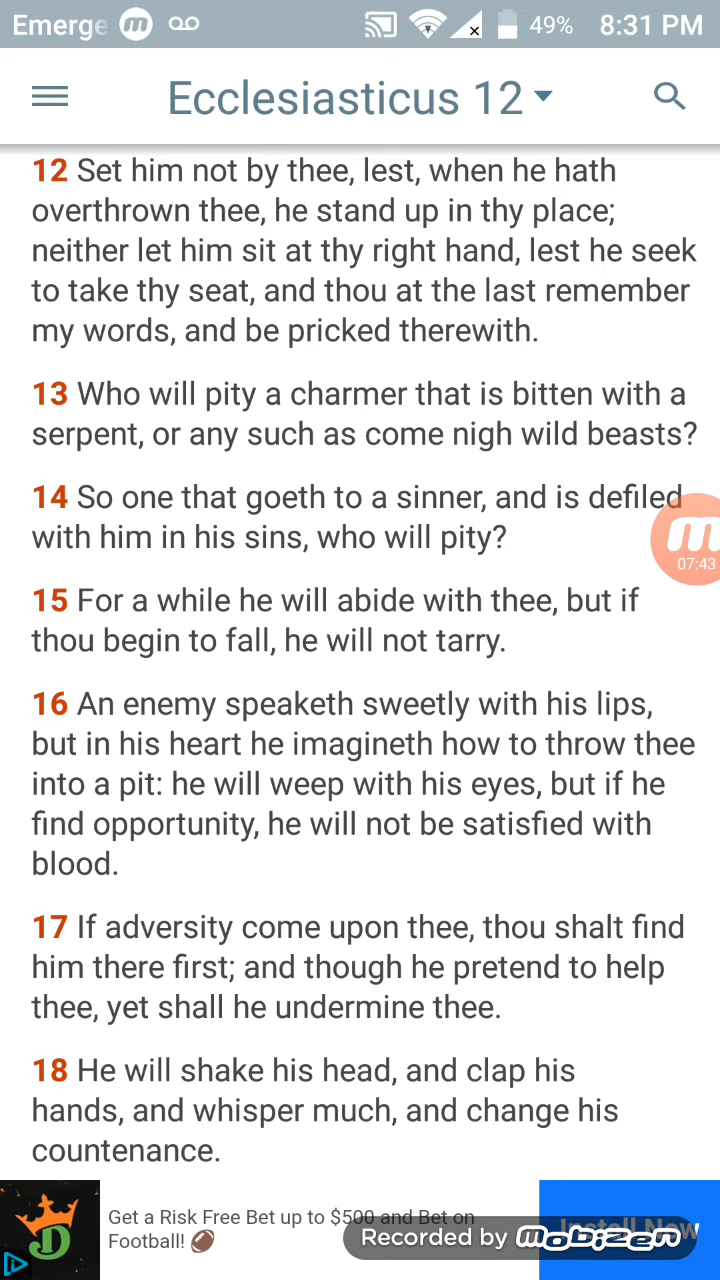 Emerge m 49% 8:31 PM
Ecclesiasticus 12
12 Set him not by thee, lest, when he hath
overthrown thee, he stand up in thy place;
neither let him sit at thy right hand, lest he seek
to take thy seat, and thou at the last remember
my words, and be pricked therewith.
13 Who will pity a charmer that is bitten with a
serpent, or any such as come nigh wild beasts?
14 So one that goeth to a sinner, and is defiled
with him in his sins, who will pity?
m
07:43
15 For a while he will abide with thee, but if
thou begin to fall, he will not tarry.
16 An enemy speaketh sweetly with his lips,
but in his heart he imagineth how to throw thee
into a pit: he will weep with his eyes, but if he
find opportunity, he will not be satisfied with
blood.
17 If adversity come upon thee, thou shalt find
him there first; and though he pretend to help
thee, yet shall he undermine thee.
18 He will shake his head, and clap his
hands, and whisper much, and change his
countenance.
Get a Risk Free Bet up to $500 and Bet on
Football! 🏈
Install Now
Recorded by mobizen